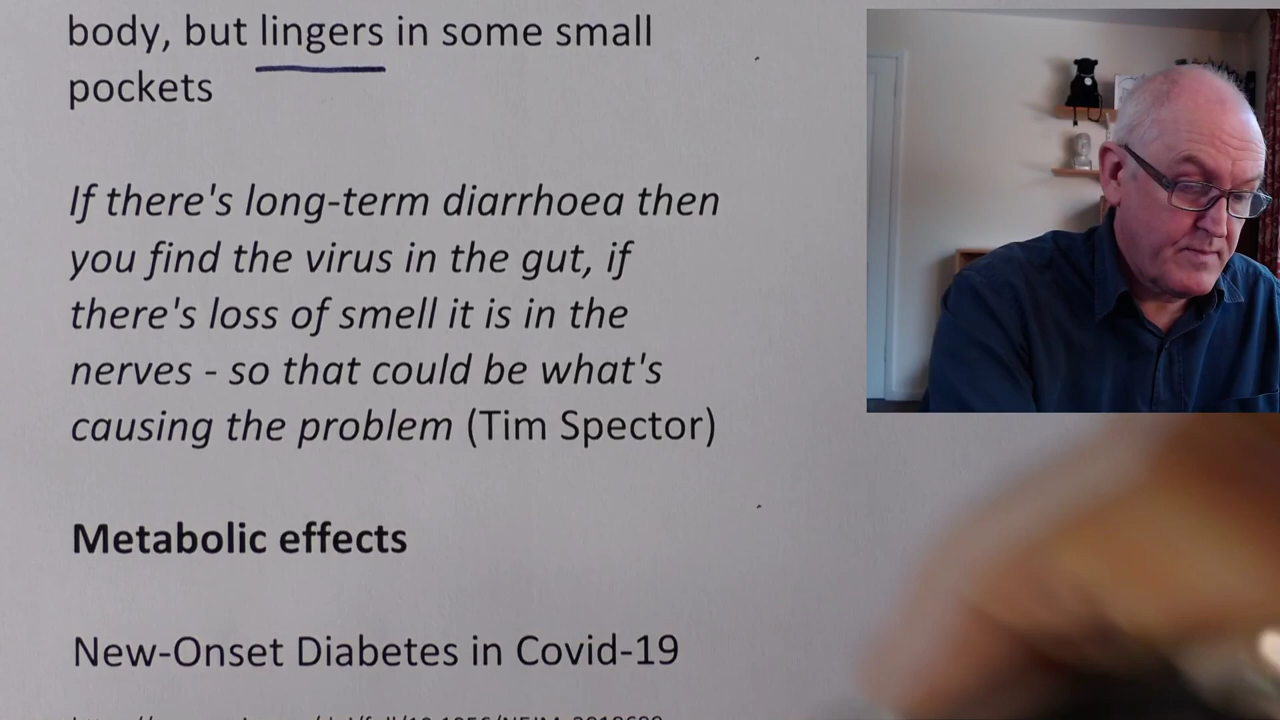 body, but lingers in some small
pockets
If there's long-term diarrhoea then
you find the virus in the gut, if
there's loss of smell it is in the
nerves - so that could be what's
causing the problem (Tim Spector)
Metabolic effects
New-Onset Diabetes in Covid-19